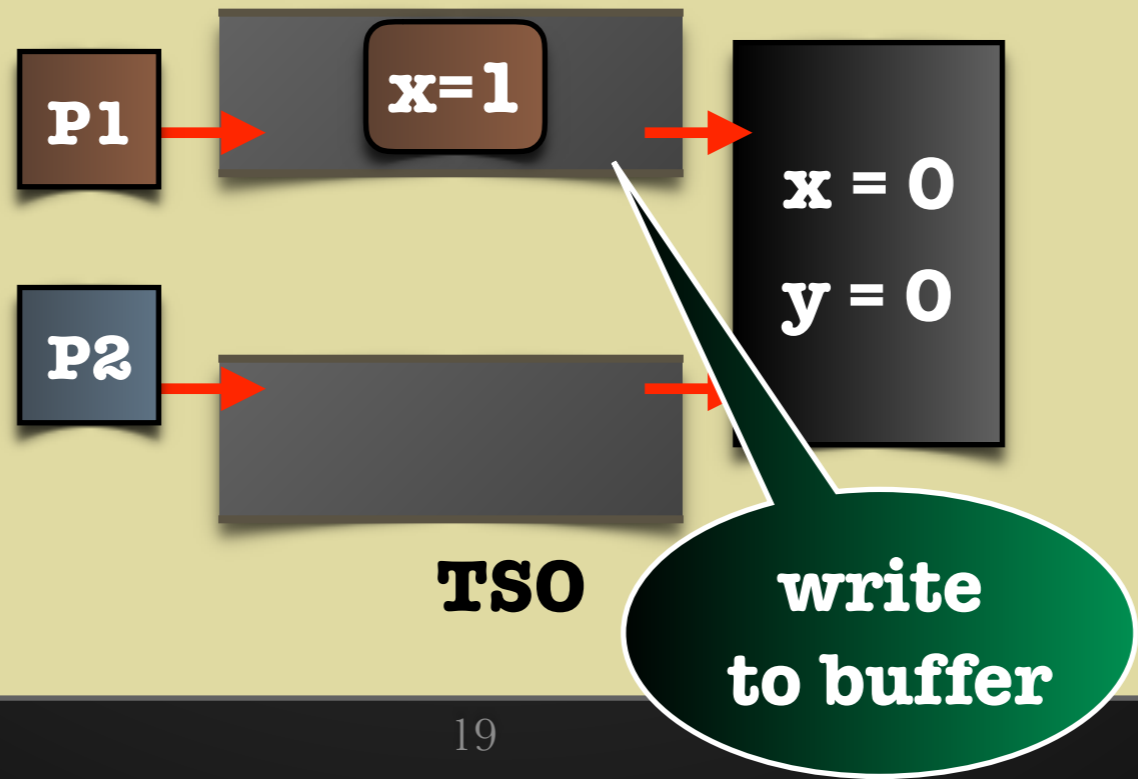 P1
x=1
x = 0
y = 0
P2
TSO
write
to buffer
19